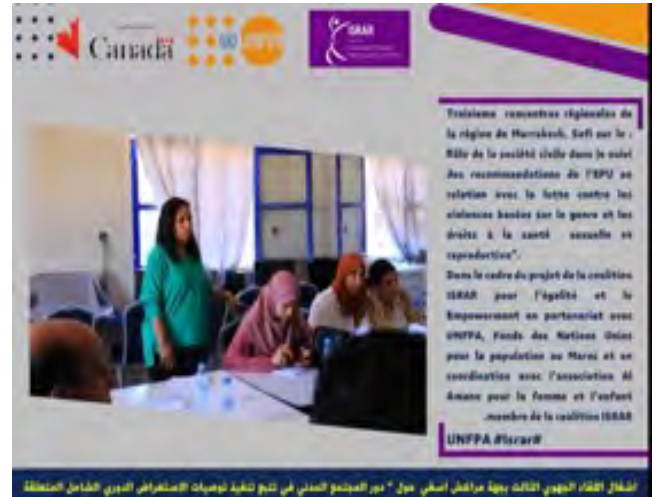 Canada
UNFPA
ISRAR
Troisieme rencontres régionales de
la région de Marrakech, Safi sur le :
Rôle de la société civile dans le suivi
des recommandations de l'EPU en
relation avec la lutte contre les
violences basées sur le genre et les
droits à la santé sexuelle et
reproductive".
Dans le cadre du projet de la coalition
ISRAR pour l'égalité et le
Empowerment en partenariat avec
UNFPA, Fonds des Nations Unies
pour la population au Maroc et en
coordination avec l'association Al
Amane pour la femme et l'enfant
.membre de la coalition ISRAR
UNFPA #Israr#
أشغال اللقاء الجهوي الثالث بجهة مراكش اسفي حول " دور المجتمع المدني في تتبع تنفيذ توصيات الإستعراض الدوري الشامل المتعلقة